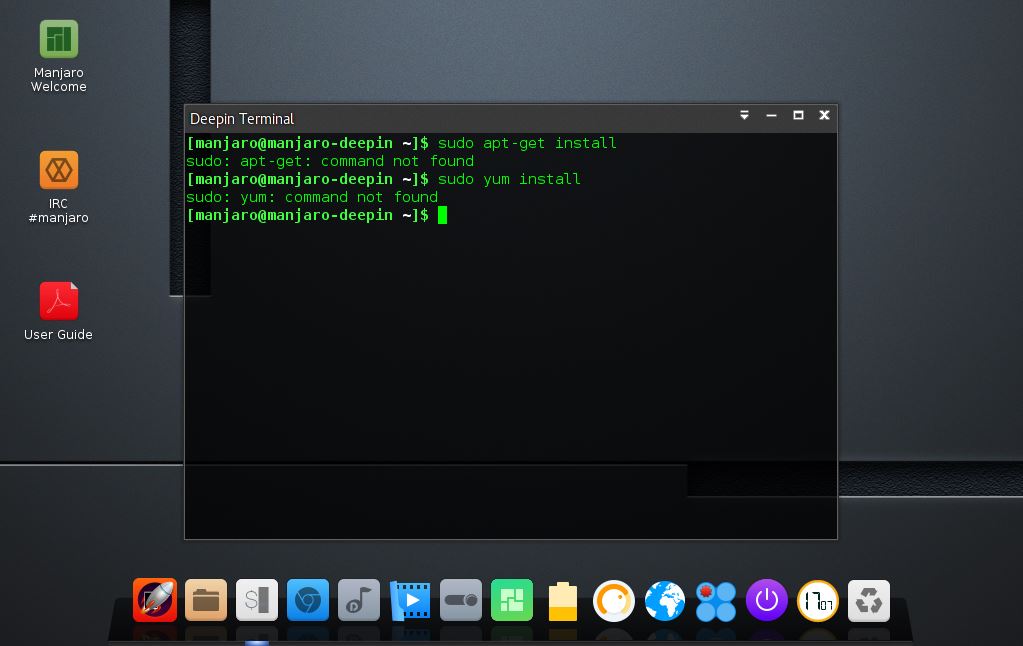 Manjaro
Welcome
IRC
#manjaro
User Guide
Deepin Terminal
[manjaro@manjaro-deepin ~]$ sudo apt-get install
sudo: apt-get: command not found
[manjaro@manjaro-deepin ~]$ sudo yum install
sudo: yum: command not found
[manjaro@manjaro-deepin ~]$
17 07